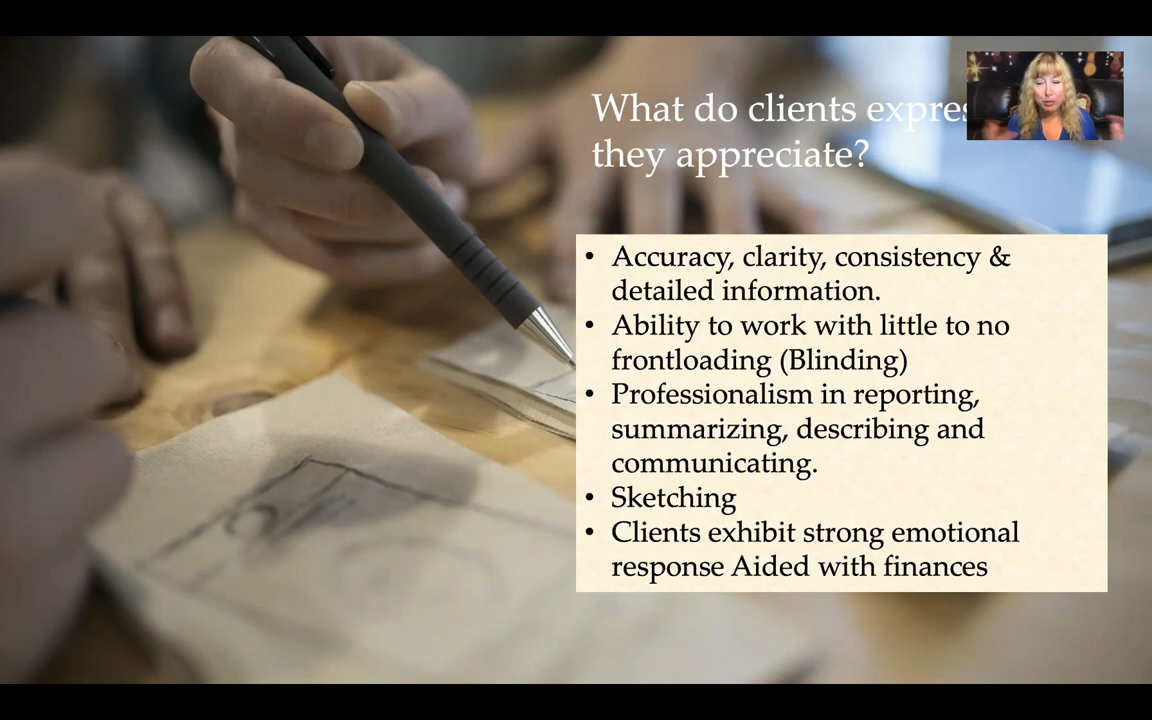 What do clients expres
they appreciate?
• Accuracy, clarity, consistency &
detailed information.
• Ability to work with little to no
frontloading (Blinding)
• Professionalism in reporting,
summarizing, describing and
communicating.
• Sketching
• Clients exhibit strong emotional
response Aided with finances